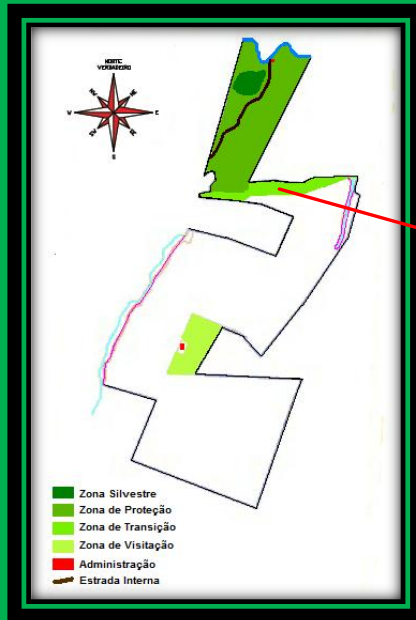 NORTE
VERDADEIRO
N
W
E
S
Zona Silvestre
Zona de Proteção
Zona de Transição
Zona de Visitação
Administração
Estrada Interna